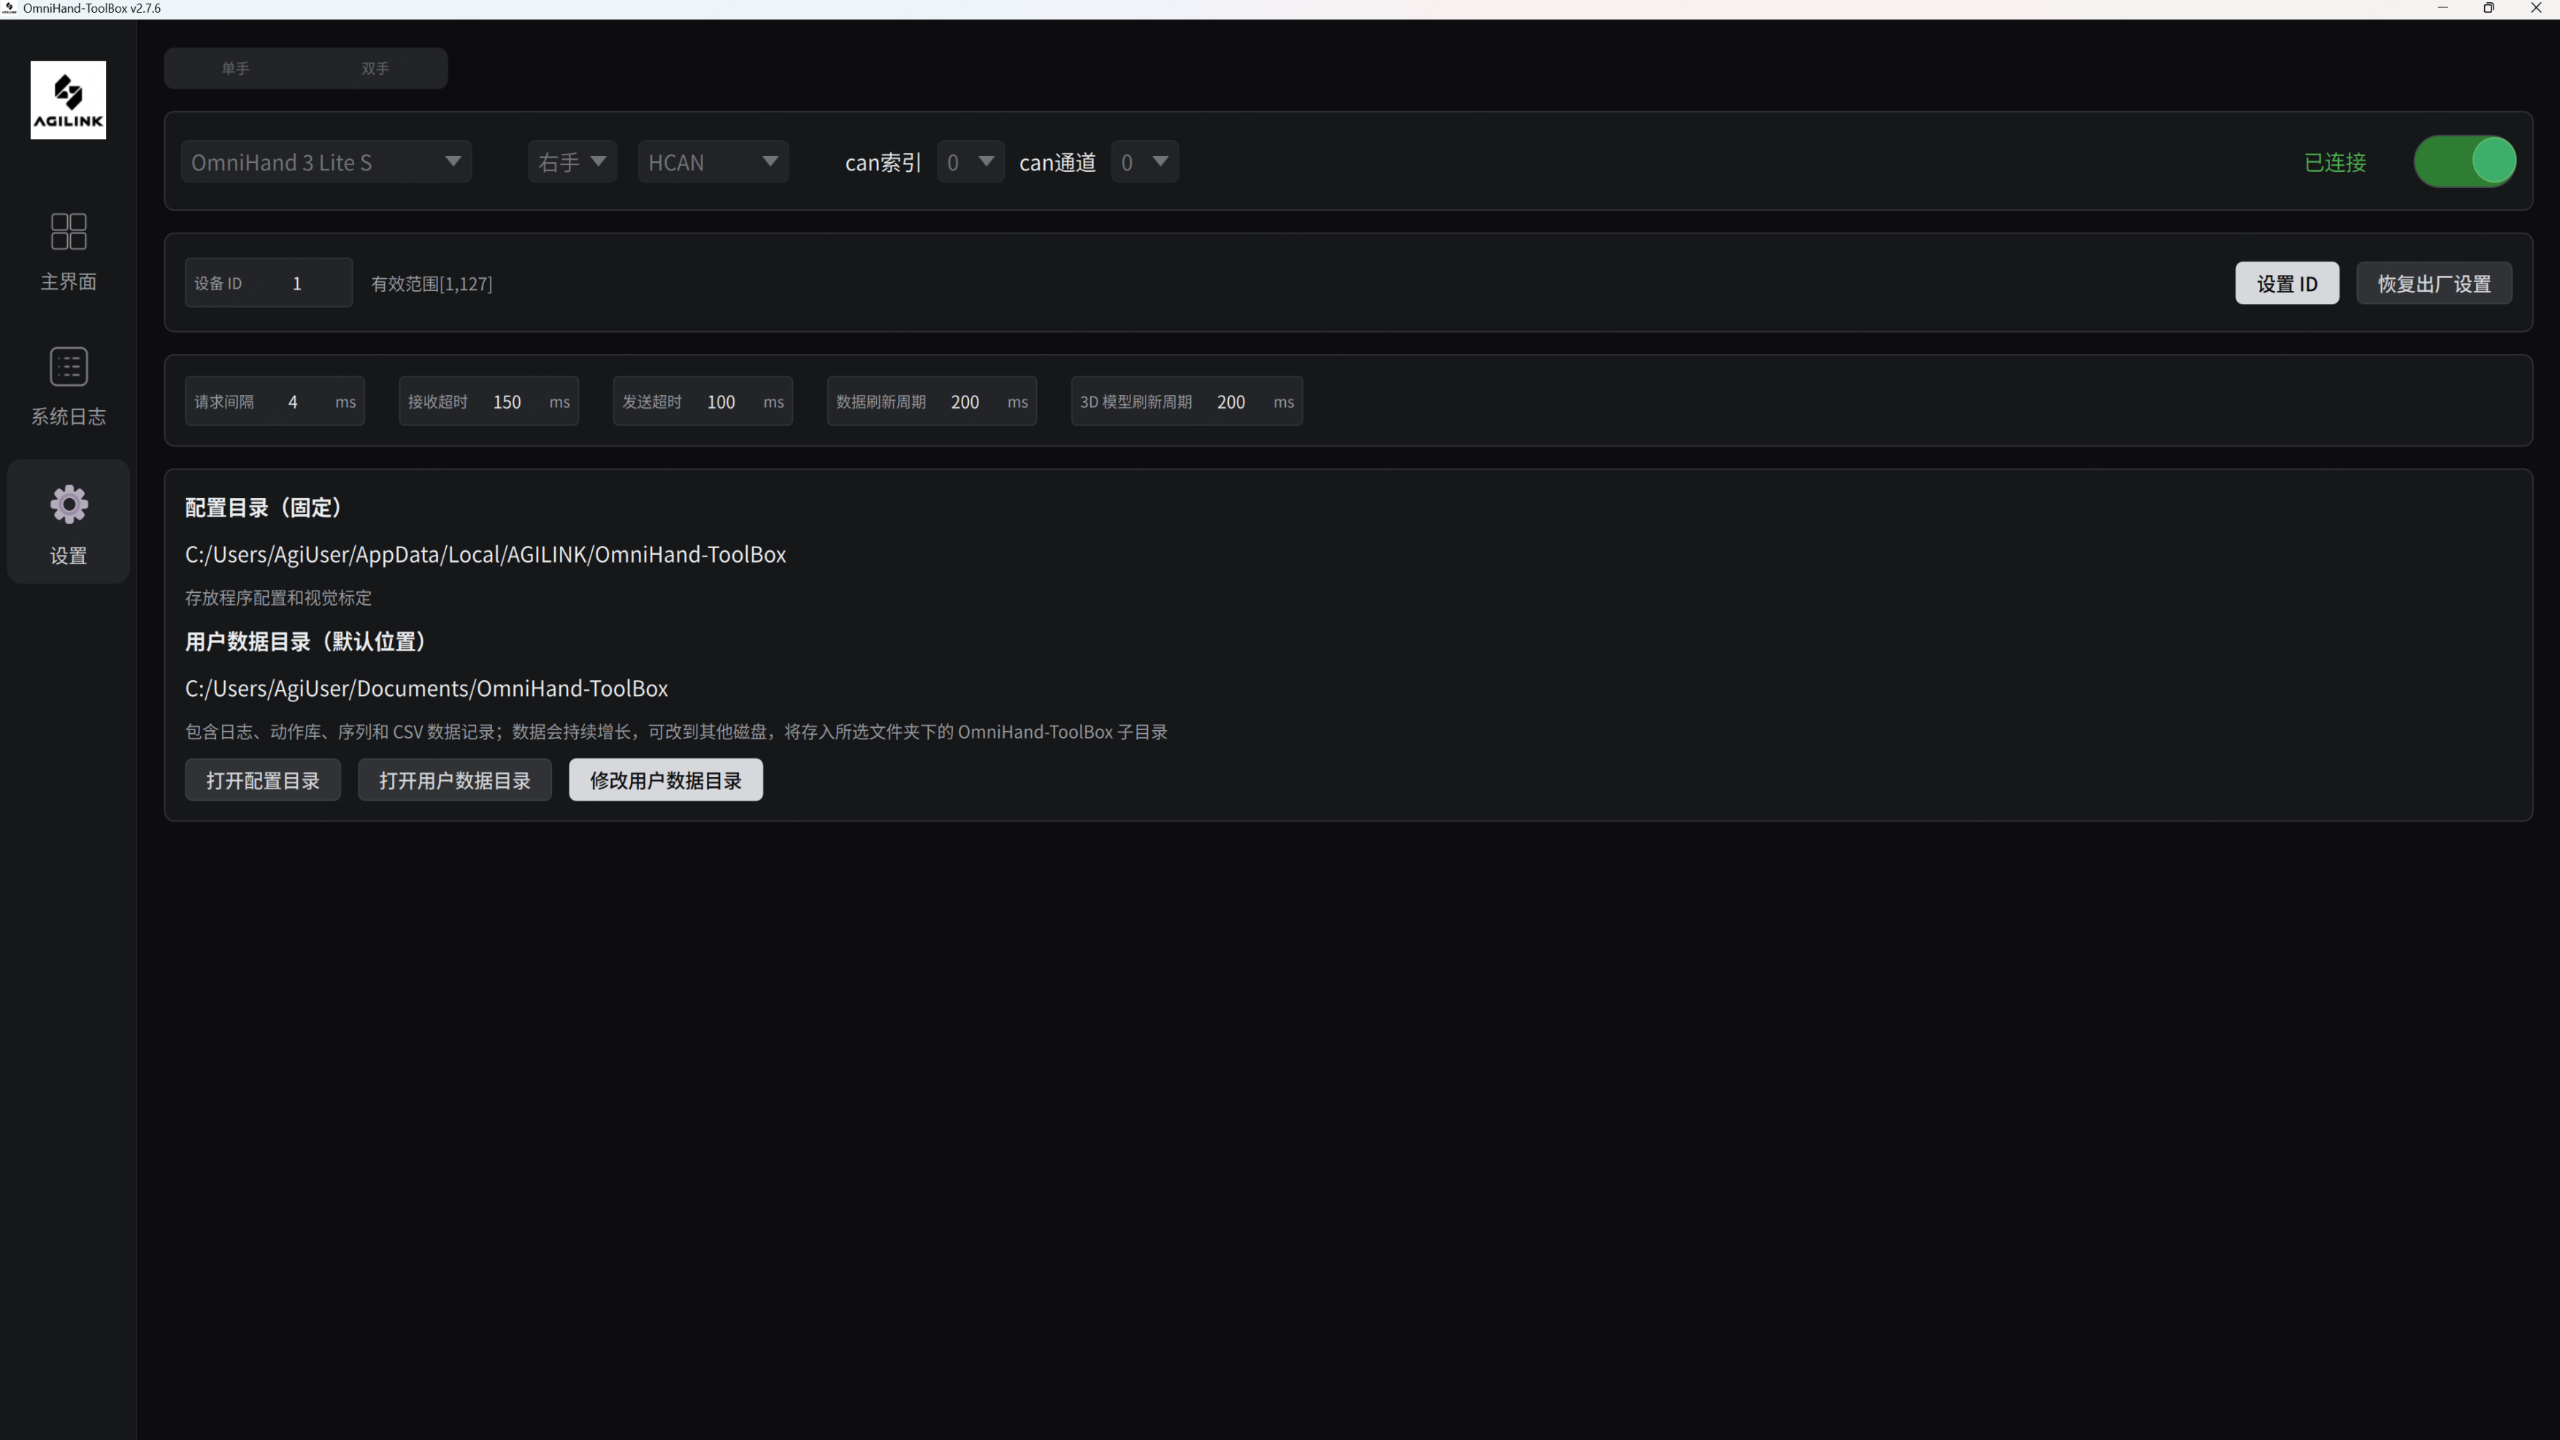 OmniHand-ToolBox v2.7.6
AGILINK
主界面
系统日志
设置
单手 双手
OmniHand 3 Lite S 右手 HCAN can索引 0 can通道 0 已连接
设备 ID 1 有效范围[1,127] 设置 ID 恢复出厂设置
请求间隔 4 ms 接收超时 150 ms 发送超时 100 ms 数据刷新周期 200 ms 3D 模型刷新周期 200 ms
配置目录（固定）
C:/Users/AgiUser/AppData/Local/AGILINK/OmniHand-ToolBox
存放程序配置和视觉标定
用户数据目录（默认位置）
C:/Users/AgiUser/Documents/OmniHand-ToolBox
包含日志、动作库、序列和 CSV 数据记录；数据会持续增长，可改到其他磁盘，将存入所选文件夹下的 OmniHand-ToolBox 子目录
打开配置目录 打开用户数据目录 修改用户数据目录